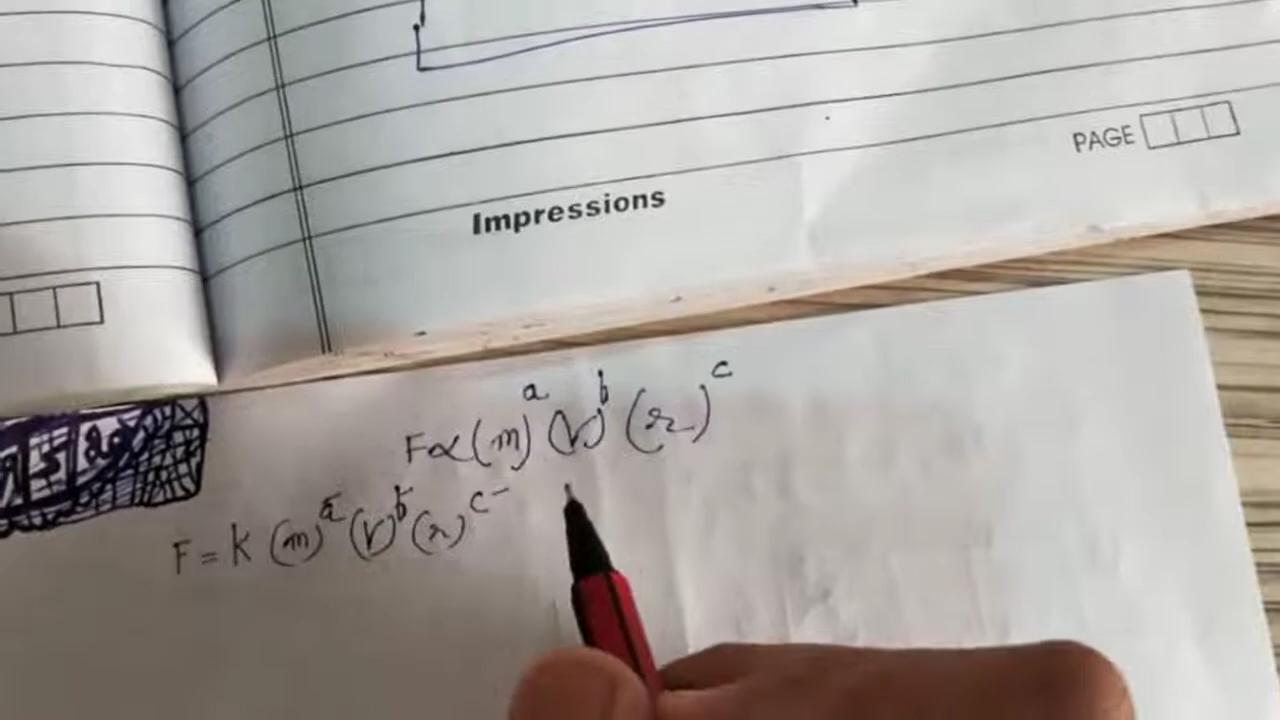 PAGE
Impressions
F∝(m)^a (v)^b (r)^c
F = k (m)^a (v)^b (r)^c